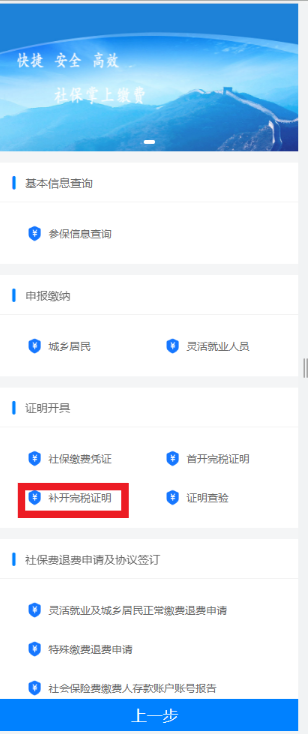 快捷 安全 高效
社保掌上缴费
基本信息查询
参保信息查询
申报缴纳
城乡居民 灵活就业人员
证明开具
社保缴费凭证 首开完税证明
补开完税证明 证明查验
社保费退费申请及协议签订
灵活就业及城乡居民正常缴费退费申请
特殊缴费退费申请
社会保险费缴费人存款账户账号报告
上一步